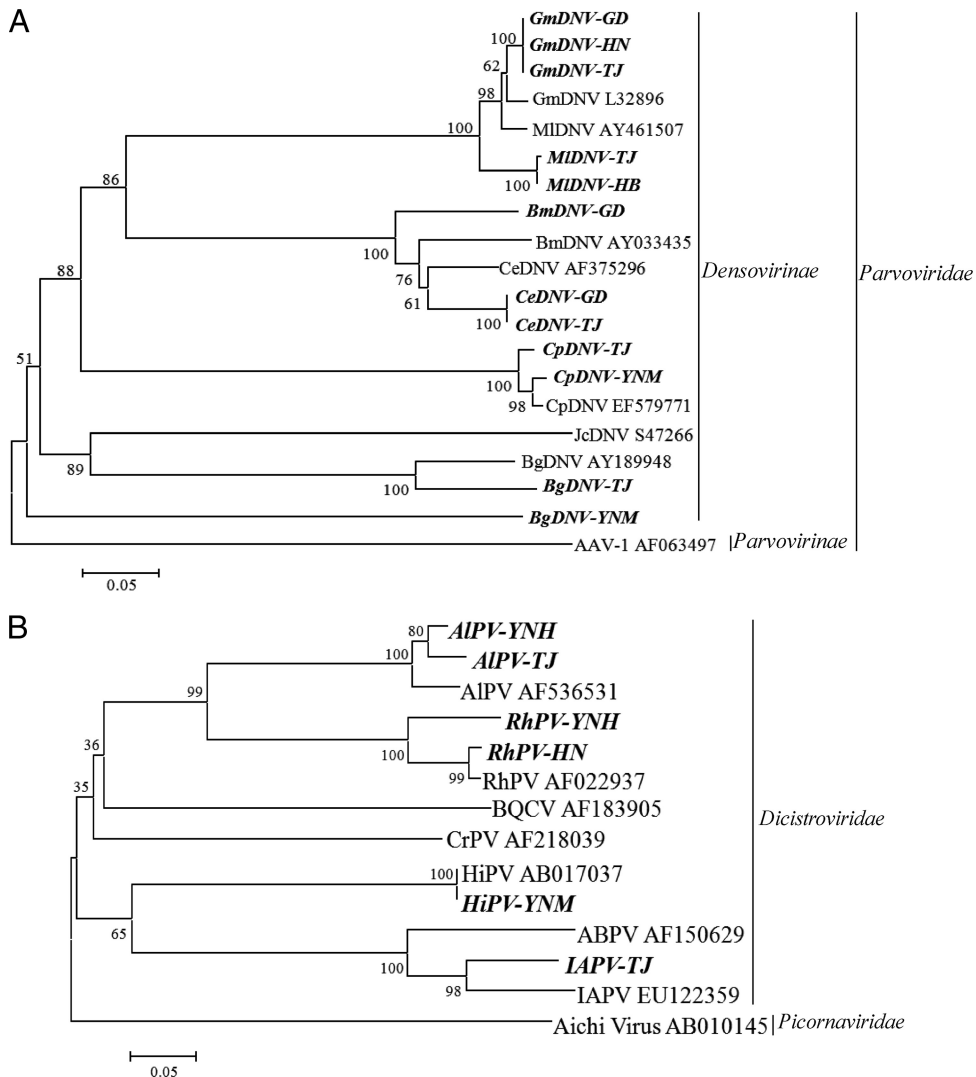 A
GmDNV-GD
100
GmDNV-HN
62
GmDNV-TJ
98
GmDNV L32896
100
MlDNV AY461507
MlDNV-TJ
100
MlDNV-HB
86
BmDNV-GD
100
BmDNV AY033435
76
CeDNV AF375296
88
Densovirinae
Parvoviridae
61
CeDNV-GD
100
CeDNV-TJ
CpDNV-TJ
51
100
CpDNV-YNM
98
CpDNV EF579771
JcDNV S47266
89
BgDNV AY189948
100
BgDNV-TJ
BgDNV-YNM
AAV-1 AF063497
Parvovirinae
0.05
B
80
AlPV-YNH
100
AlPV-TJ
99
AlPV AF536531
RhPV-YNH
36
100
RhPV-HN
99
RhPV AF022937
35
BQCV AF183905
Dicistroviridae
CrPV AF218039
100
HiPV AB017037
HiPV-YNM
65
ABPV AF150629
100
IAPV-TJ
98
IAPV EU122359
Aichi Virus AB010145
Picornaviridae
0.05